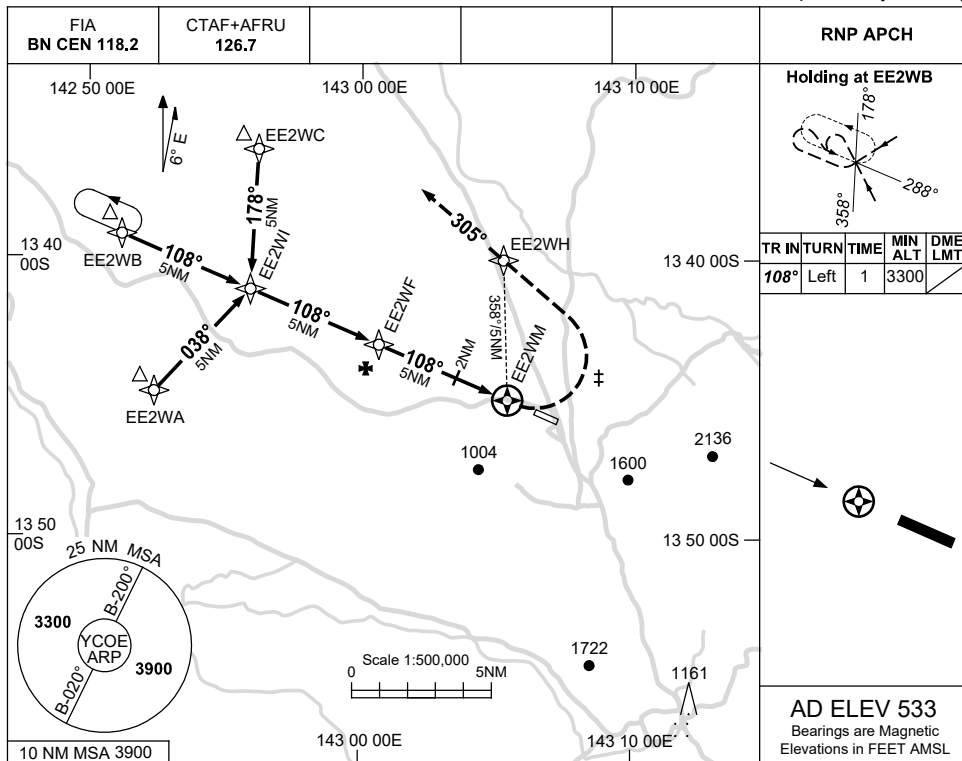 FIA
BN CEN 118.2
CTAF+AFRU
126.7
RNP APCH
142 50 00E
143 00 00E
143 10 00E
6° E
EE2WC
178°
5NM
EE2WB
108°
5NM
EE2WI
13 40
00S
305°
EE2WH
13 40 00S
108°
5NM
EE2WF
358°/5NM
038°
5NM
EE2WA
108°
5NM
2NM
EE2WM
‡
1004
1600
2136
13 50
00S
13 50 00S
25 NM MSA
B-200°
3300
YCOE
ARP
3900
B-020°
10 NM MSA 3900
Scale 1:500,000
0
5NM
1722
1161
143 00 00E
143 10 00E
Holding at EE2WB
178°
288°
358°
TR IN TURN TIME MIN ALT DME LMT
108° Left 1 3300
AD ELEV 533
Bearings are Magnetic
Elevations in FEET AMSL